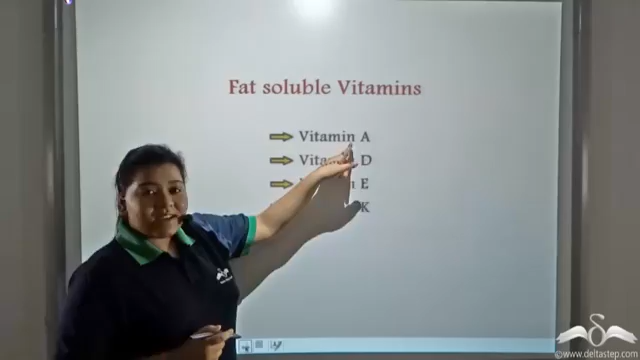 Fat soluble Vitamins
Vitamin A
D
E
K
©www.deltastep.com